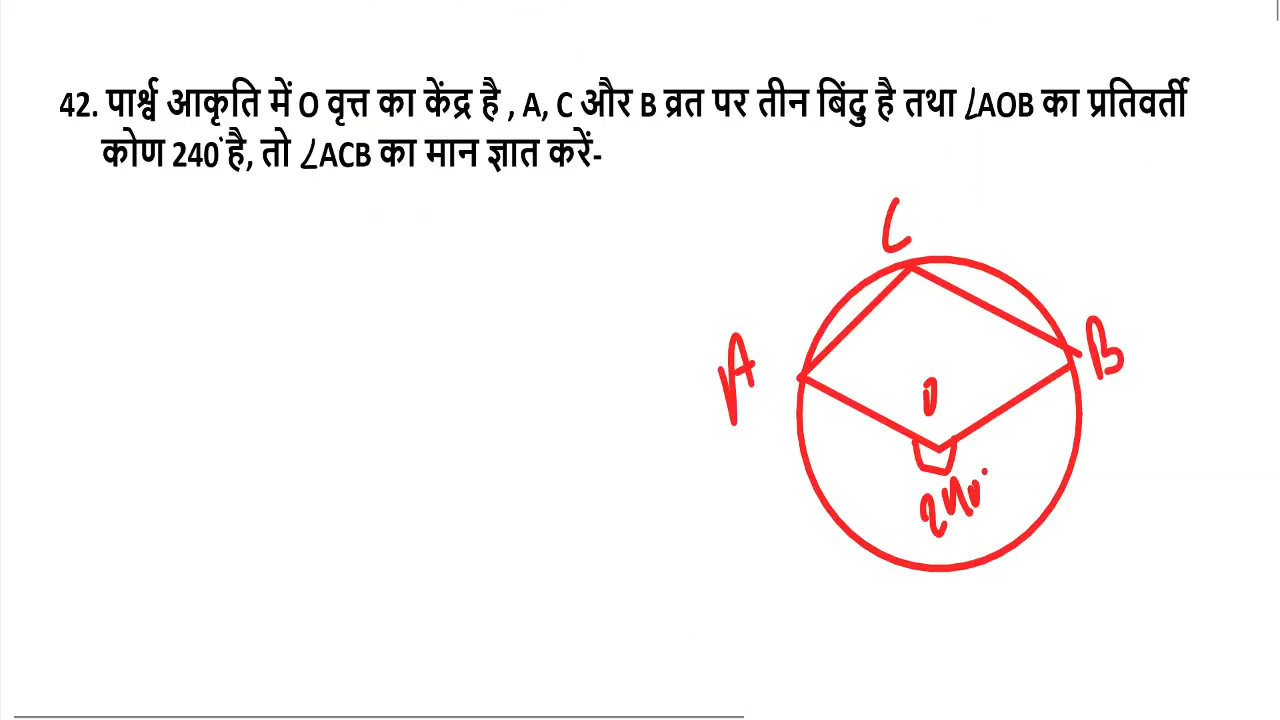 42. पार्श्व आकृति में O वृत्त का केंद्र है , A, C और B व्रत पर तीन बिंदु है तथा ∠AOB का प्रतिवर्ती
कोण 240° है, तो ∠ACB का मान ज्ञात करें-
C
B
A
O
240°